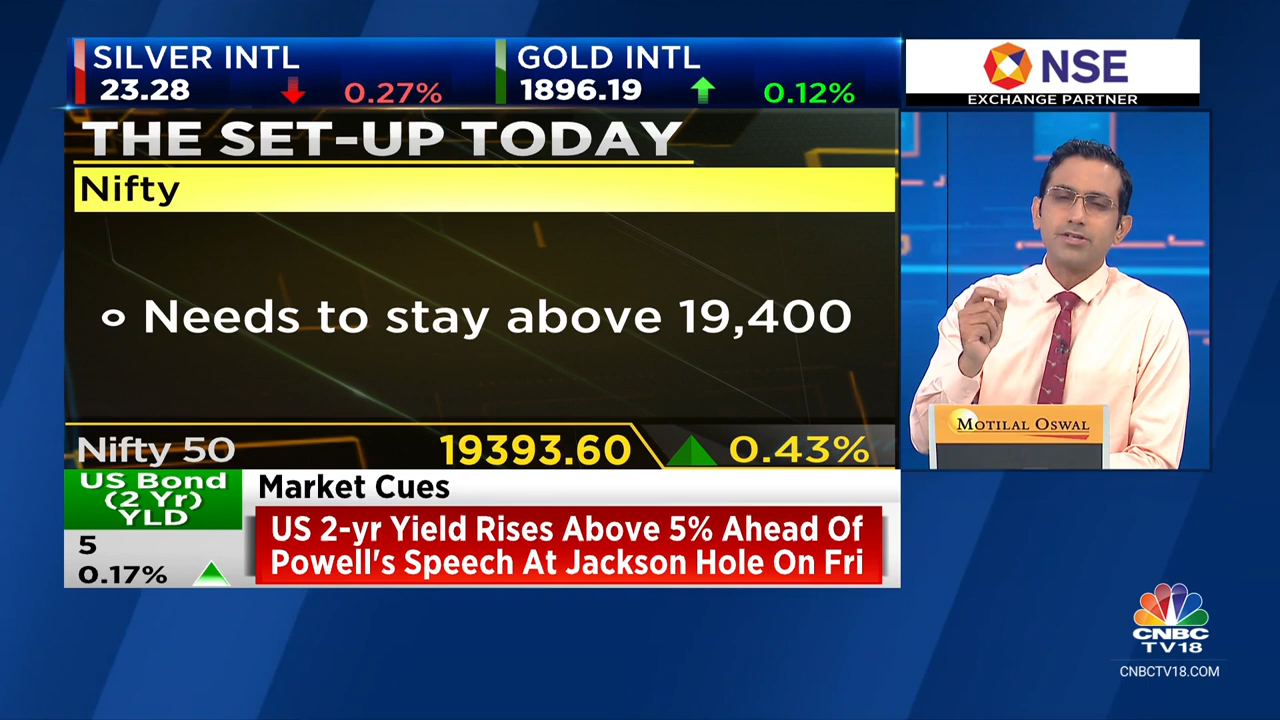 SILVER INTL
23.28 0.27%
GOLD INTL
1896.19 0.12%
NSE
EXCHANGE PARTNER
THE SET-UP TODAY
Nifty
Needs to stay above 19,400
Nifty 50 19393.60 0.43%
MOTILAL OSWAL
US Bond
(2 Yr)
YLD
5
0.17%
Market Cues
US 2-yr Yield Rises Above 5% Ahead Of
Powell's Speech At Jackson Hole On Fri
CNBC
TV18
CNBCTV18.COM